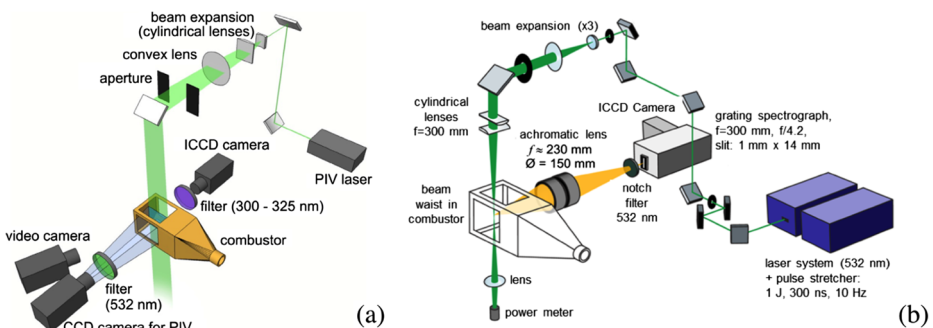 beam expansion
(cylindrical lenses)
convex lens
aperture
ICCD camera
PIV laser
filter (300 - 325 nm)
video camera
combustor
filter
(532 nm)
CCD camera for PIV
(a)
beam expansion (x3)
cylindrical
lenses
f=300 mm
ICCD Camera
grating spectrograph,
f=300 mm, f/4.2,
slit: 1 mm x 14 mm
achromatic lens
f ≈ 230 mm
Ø = 150 mm
beam
waist in
combustor
notch
filter
532 nm
laser system (532 nm)
+ pulse stretcher:
1 J, 300 ns, 10 Hz
lens
power meter
(b)